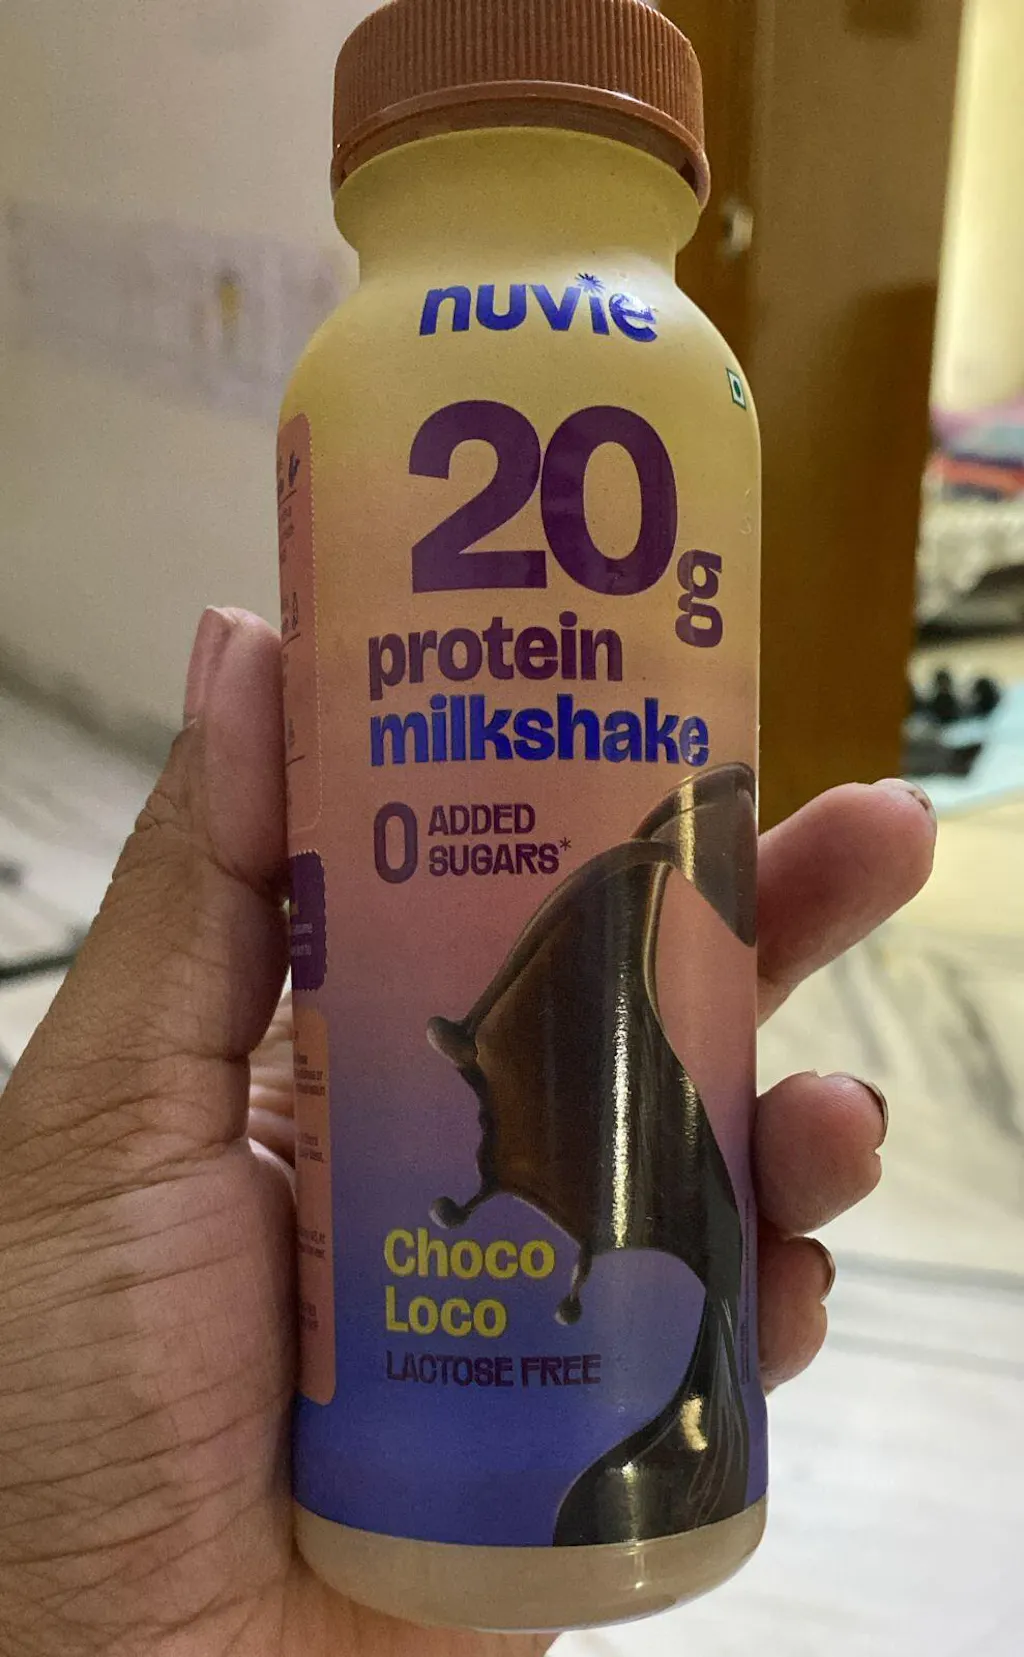 nuvie
20g
protein
milkshake
0 ADDED
SUGARS*
Choco
Loco
LACTOSE FREE